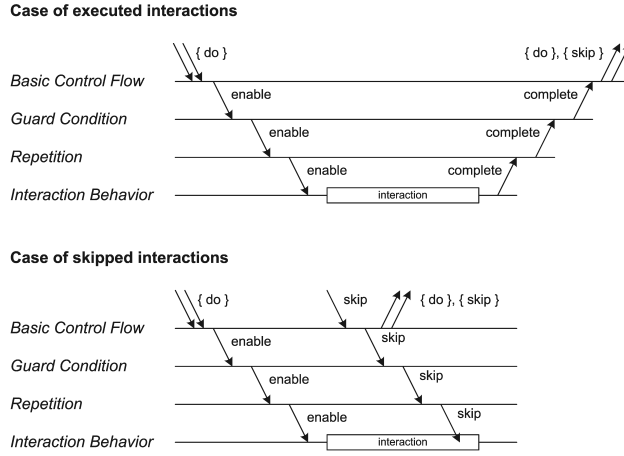 Case of executed interactions
{ do }
{ do }, { skip }
Basic Control Flow
enable
complete
Guard Condition
enable
complete
Repetition
enable
complete
Interaction Behavior
interaction
Case of skipped interactions
{ do }
skip
{ do }, { skip }
Basic Control Flow
enable
skip
Guard Condition
enable
skip
Repetition
enable
skip
Interaction Behavior
interaction